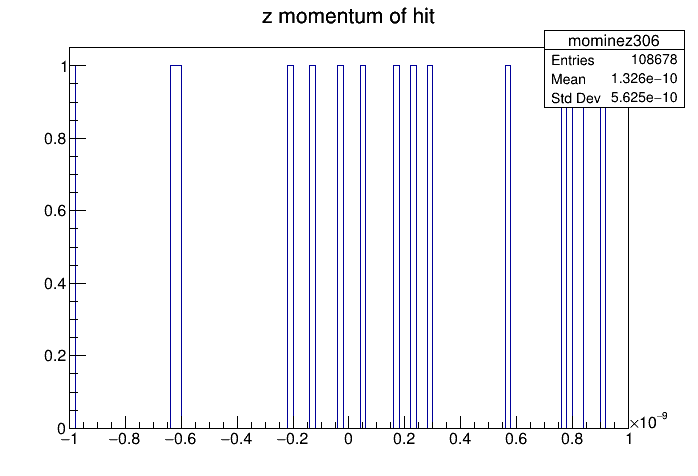 z momentum of hit
mominez306
Entries 108678
Mean 1.326e−10
Std Dev 5.625e−10
1
0.8
0.6
0.4
0.2
0
−1 −0.8 −0.6 −0.4 −0.2 0 0.2 0.4 0.6 0.8 1
×10−9